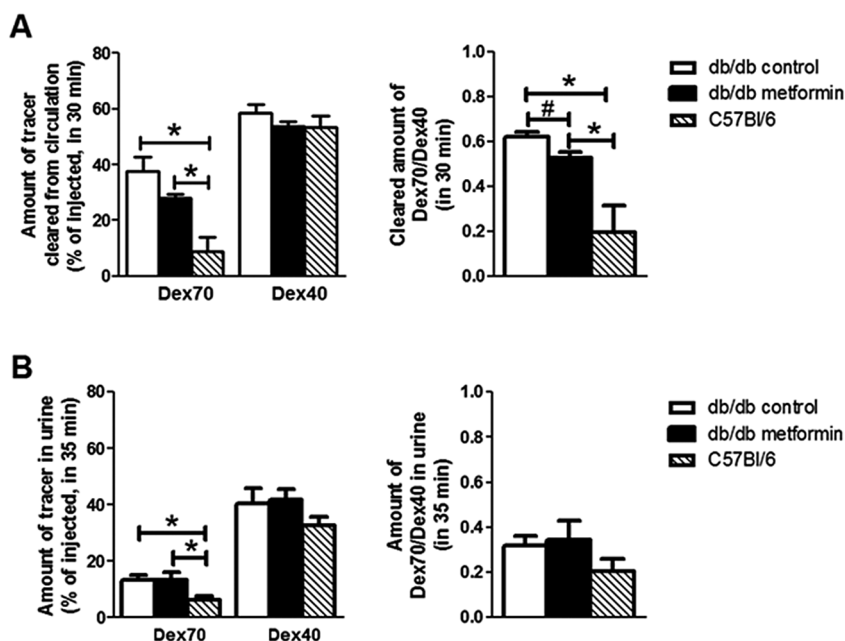 A
Amount of tracer
cleared from circulation
(% of injected, in 30 min)
80
60
40
20
0
*
*
Dex70
Dex40
Cleared amount of
Dex70/Dex40
(in 30 min)
1.0
0.8
0.6
0.4
0.2
0.0
*
#
*
db/db control
db/db metformin
C57Bl/6
B
Amount of tracer in urine
(% of injected, in 35 min)
80
60
40
20
0
*
*
Dex70
Dex40
Amount of
Dex70/Dex40 in urine
(in 35 min)
1.0
0.8
0.6
0.4
0.2
0.0
db/db control
db/db metformin
C57Bl/6